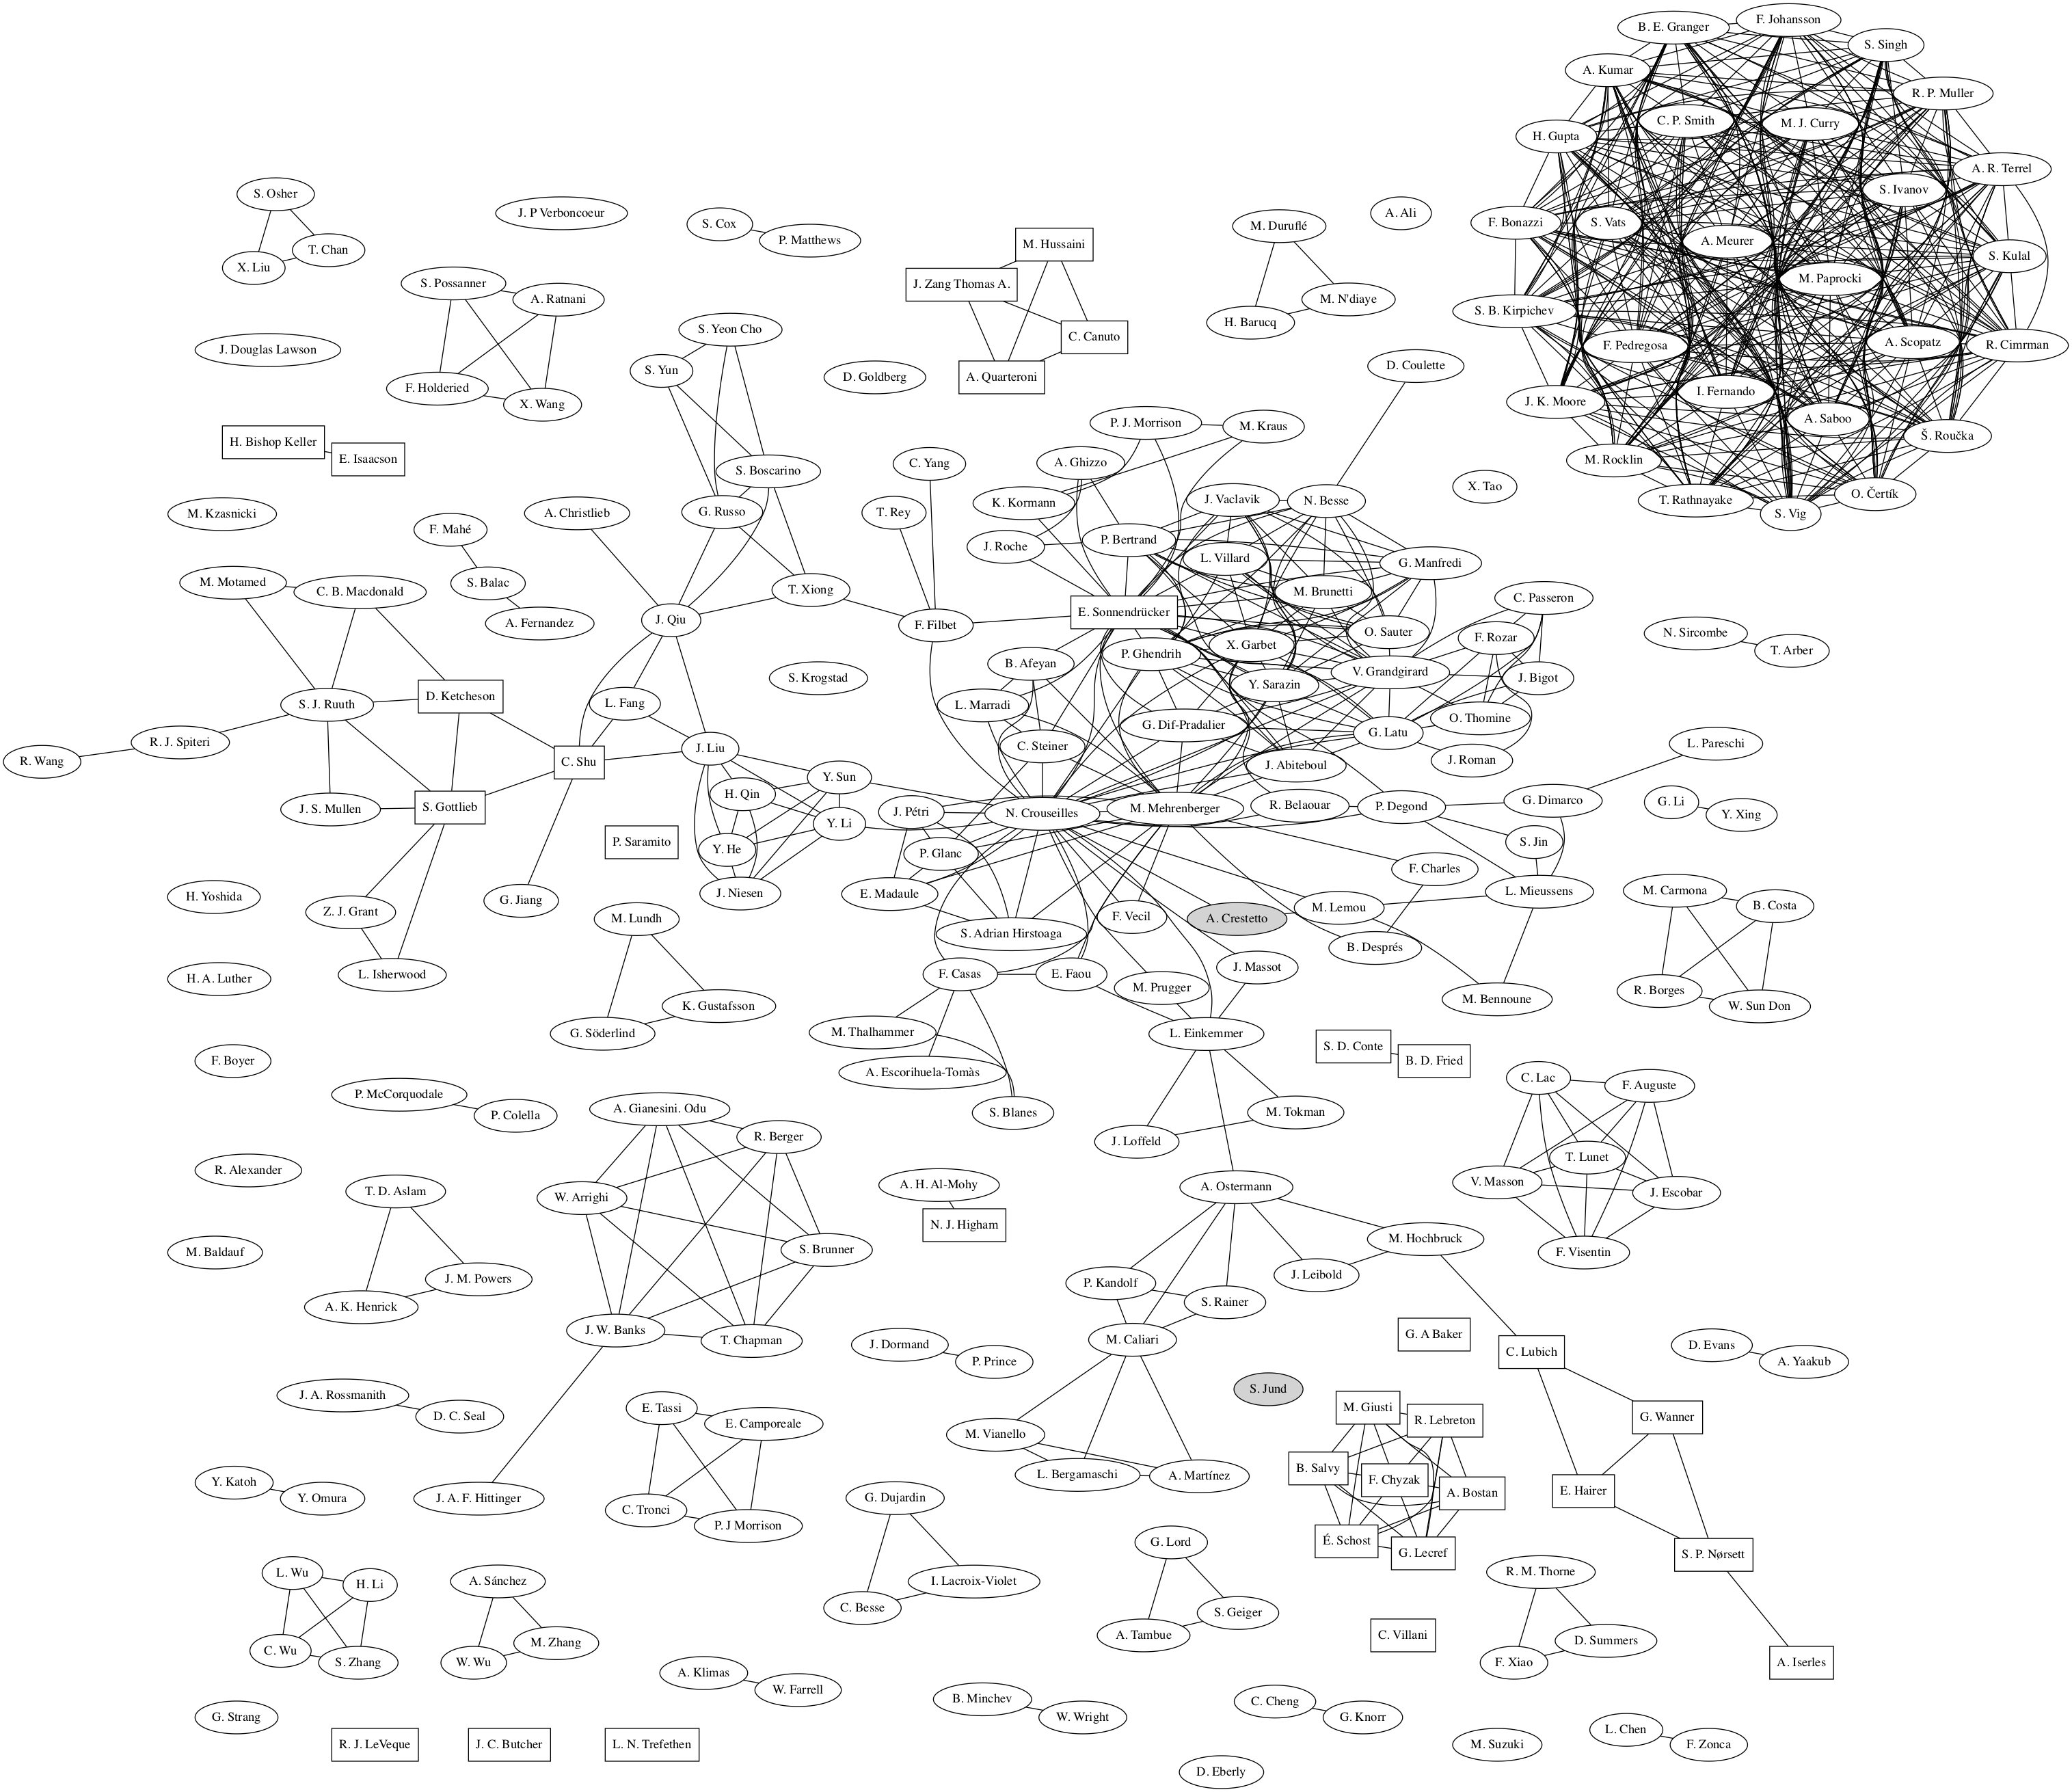 F. Johansson
B. E. Granger
S. Singh
A. Kumar
R. P. Muller
C. P. Smith
M. J. Curry
H. Gupta
A. R. Terrel
S. Ivanov
F. Bonazzi
S. Vats
A. Meurer
S. Kulal
M. Paprocki
S. B. Kirpichev
F. Pedregosa
A. Scopatz
R. Cimrman
I. Fernando
J. K. Moore
A. Saboo
Š. Roučka
M. Rocklin
T. Rathnayake
O. Čertík
S. Vig
S. Osher
T. Chan
X. Liu
J. P Verboncoeur
S. Cox
P. Matthews
M. Hussaini
J. Zang Thomas A.
C. Canuto
A. Quarteroni
M. Duruflé
M. N'diaye
H. Barucq
A. Ali
S. Possanner
A. Ratnani
F. Holderied
X. Wang
J. Douglas Lawson
S. Yeon Cho
S. Yun
S. Boscarino
G. Russo
D. Goldberg
D. Coulette
H. Bishop Keller
E. Isaacson
P. J. Morrison
M. Kraus
A. Ghizzo
C. Yang
K. Kormann
X. Tao
M. Kzasnicki
F. Mahé
S. Balac
A. Fernandez
A. Christlieb
T. Rey
J. Vaclavik
N. Besse
J. Roche
P. Bertrand
L. Villard
G. Manfredi
M. Brunetti
M. Motamed
C. B. Macdonald
T. Xiong
J. Qiu
F. Filbet
E. Sonnendrücker
C. Passeron
O. Sauter
F. Rozar
X. Garbet
P. Ghendrih
V. Grandgirard
Y. Sarazin
J. Bigot
B. Afeyan
S. Krogstad
N. Sircombe
T. Arber
D. Ketcheson
S. J. Ruuth
L. Fang
L. Marradi
G. Dif-Pradalier
O. Thomine
G. Latu
R. J. Spiteri
R. Wang
J. Liu
C. Shu
C. Steiner
J. Abiteboul
J. Roman
L. Pareschi
Y. Sun
H. Qin
J. S. Mullen
S. Gottlieb
J. Pétri
N. Crouseilles
M. Mehrenberger
R. Belaouar
P. Degond
G. Dimarco
G. Li
Y. Xing
Y. Li
P. Saramito
Y. He
P. Glanc
S. Jin
F. Charles
J. Niesen
E. Madaule
L. Mieussens
H. Yoshida
G. Jiang
Z. J. Grant
M. Lundh
S. Adrian Hirstoaga
F. Vecil
A. Crestetto
M. Lemou
M. Carmona
B. Costa
B. Després
L. Isherwood
H. A. Luther
F. Casas
E. Faou
J. Massot
M. Prugger
M. Bennoune
R. Borges
W. Sun Don
K. Gustafsson
G. Söderlind
M. Thalhammer
L. Einkemmer
S. D. Conte
B. D. Fried
F. Boyer
A. Escorihuela-Tomàs
C. Lac
F. Auguste
P. McCorquodale
P. Colella
A. Gianesini. Odu
R. Berger
S. Blanes
M. Tokman
J. Loffeld
T. Lunet
R. Alexander
T. D. Aslam
W. Arrighi
A. H. Al-Mohy
N. J. Higham
A. Ostermann
V. Masson
J. Escobar
M. Baldauf
S. Brunner
M. Hochbruck
F. Visentin
J. M. Powers
A. K. Henrick
J. Leibold
P. Kandolf
S. Rainer
J. W. Banks
T. Chapman
M. Caliari
G. A Baker
J. Dormand
P. Prince
C. Lubich
D. Evans
A. Yaakub
J. A. Rossmanith
D. C. Seal
S. Jund
E. Tassi
E. Camporeale
M. Giusti
R. Lebreton
G. Wanner
M. Vianello
L. Bergamaschi
A. Martínez
B. Salvy
F. Chyzak
A. Bostan
E. Hairer
Y. Katoh
Y. Omura
J. A. F. Hittinger
C. Tronci
P. J Morrison
G. Dujardin
É. Schost
G. Lecref
S. P. Nørsett
G. Lord
L. Wu
H. Li
A. Sánchez
I. Lacroix-Violet
C. Besse
R. M. Thorne
S. Geiger
A. Tambue
C. Villani
D. Summers
F. Xiao
A. Iserles
C. Wu
S. Zhang
M. Zhang
W. Wu
A. Klimas
W. Farrell
B. Minchev
W. Wright
C. Cheng
G. Knorr
G. Strang
R. J. LeVeque
J. C. Butcher
L. N. Trefethen
M. Suzuki
L. Chen
F. Zonca
D. Eberly